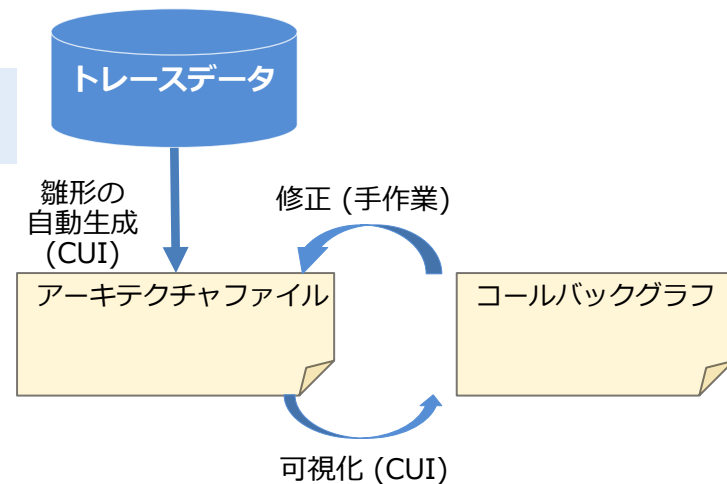 トレースデータ
雛形の
自動生成
(CUI)
修正 (手作業)
アーキテクチャファイル
コールバックグラフ
可視化 (CUI)